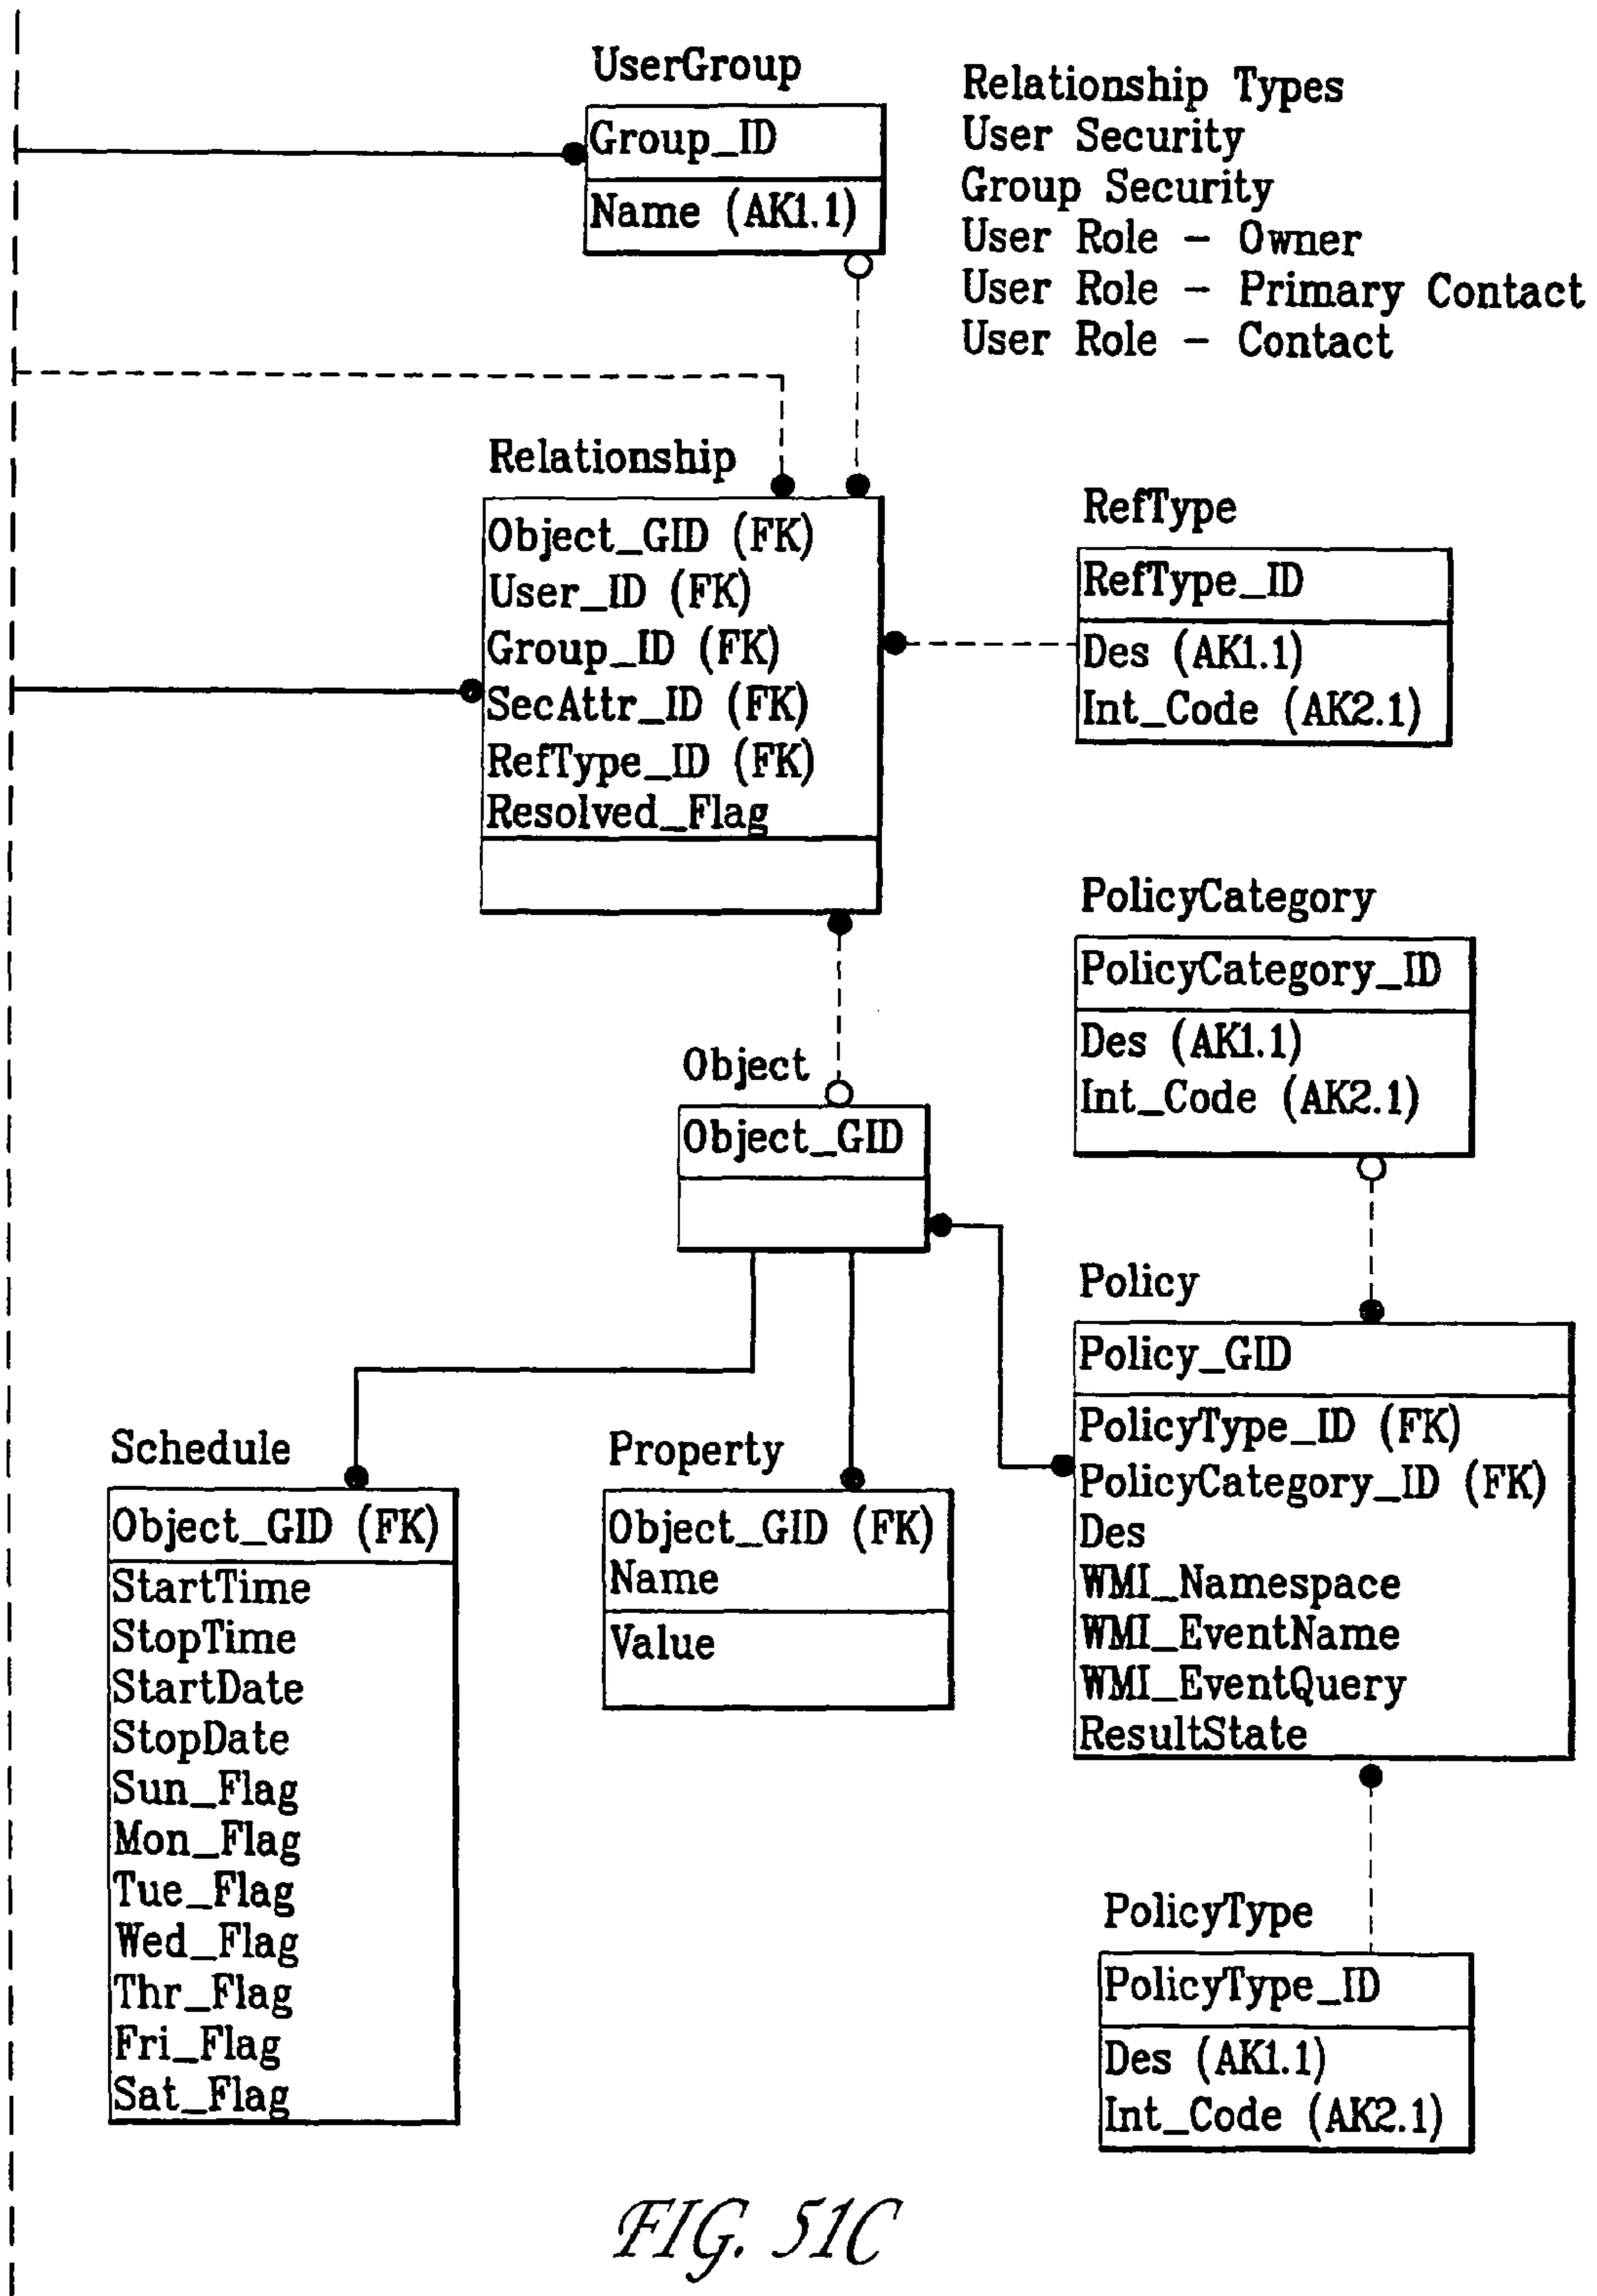 UserGroup
Group_ID
Name (AK1.1)
Relationship Types
User Security
Group Security
User Role - Owner
User Role - Primary Contact
User Role - Contact
Relationship
Object_GID (FK)
User_ID (FK)
Group_ID (FK)
SecAttr_ID (FK)
RefType_ID (FK)
Resolved_Flag
RefType
RefType_ID
Des (AK1.1)
Int_Code (AK2.1)
PolicyCategory
PolicyCategory_ID
Des (AK1.1)
Int_Code (AK2.1)
Object
Object_GID
Policy
Policy_GID
PolicyType_ID (FK)
PolicyCategory_ID (FK)
Des
WMI_Namespace
WMI_EventName
WMI_EventQuery
ResultState
Schedule
Object_GID (FK)
StartTime
StopTime
StartDate
StopDate
Sun_Flag
Mon_Flag
Tue_Flag
Wed_Flag
Thr_Flag
Fri_Flag
Sat_Flag
Property
Object_GID (FK)
Name
Value
PolicyType
PolicyType_ID
Des (AK1.1)
Int_Code (AK2.1)
FIG. 51C